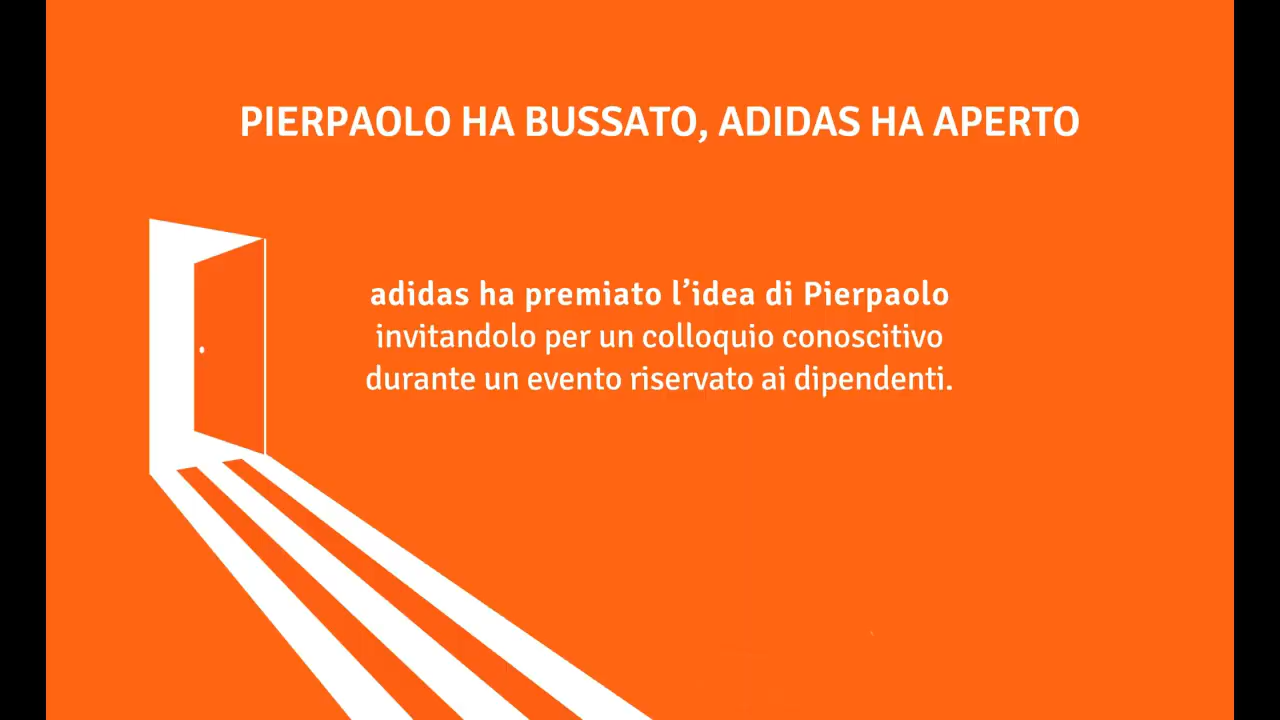 PIERPAOLO HA BUSSATO, ADIDAS HA APERTO
adidas ha premiato l’idea di Pierpaolo
invitandolo per un colloquio conoscitivo
durante un evento riservato ai dipendenti.